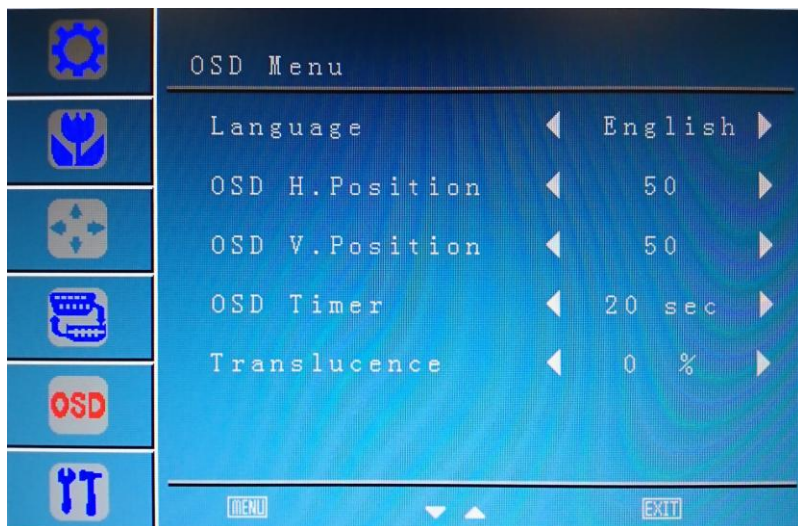 OSD Menu
Language English
OSD H.Position 50
OSD V.Position 50
OSD Timer 20 sec
Translucence 0 %
OSD
MENU EXIT